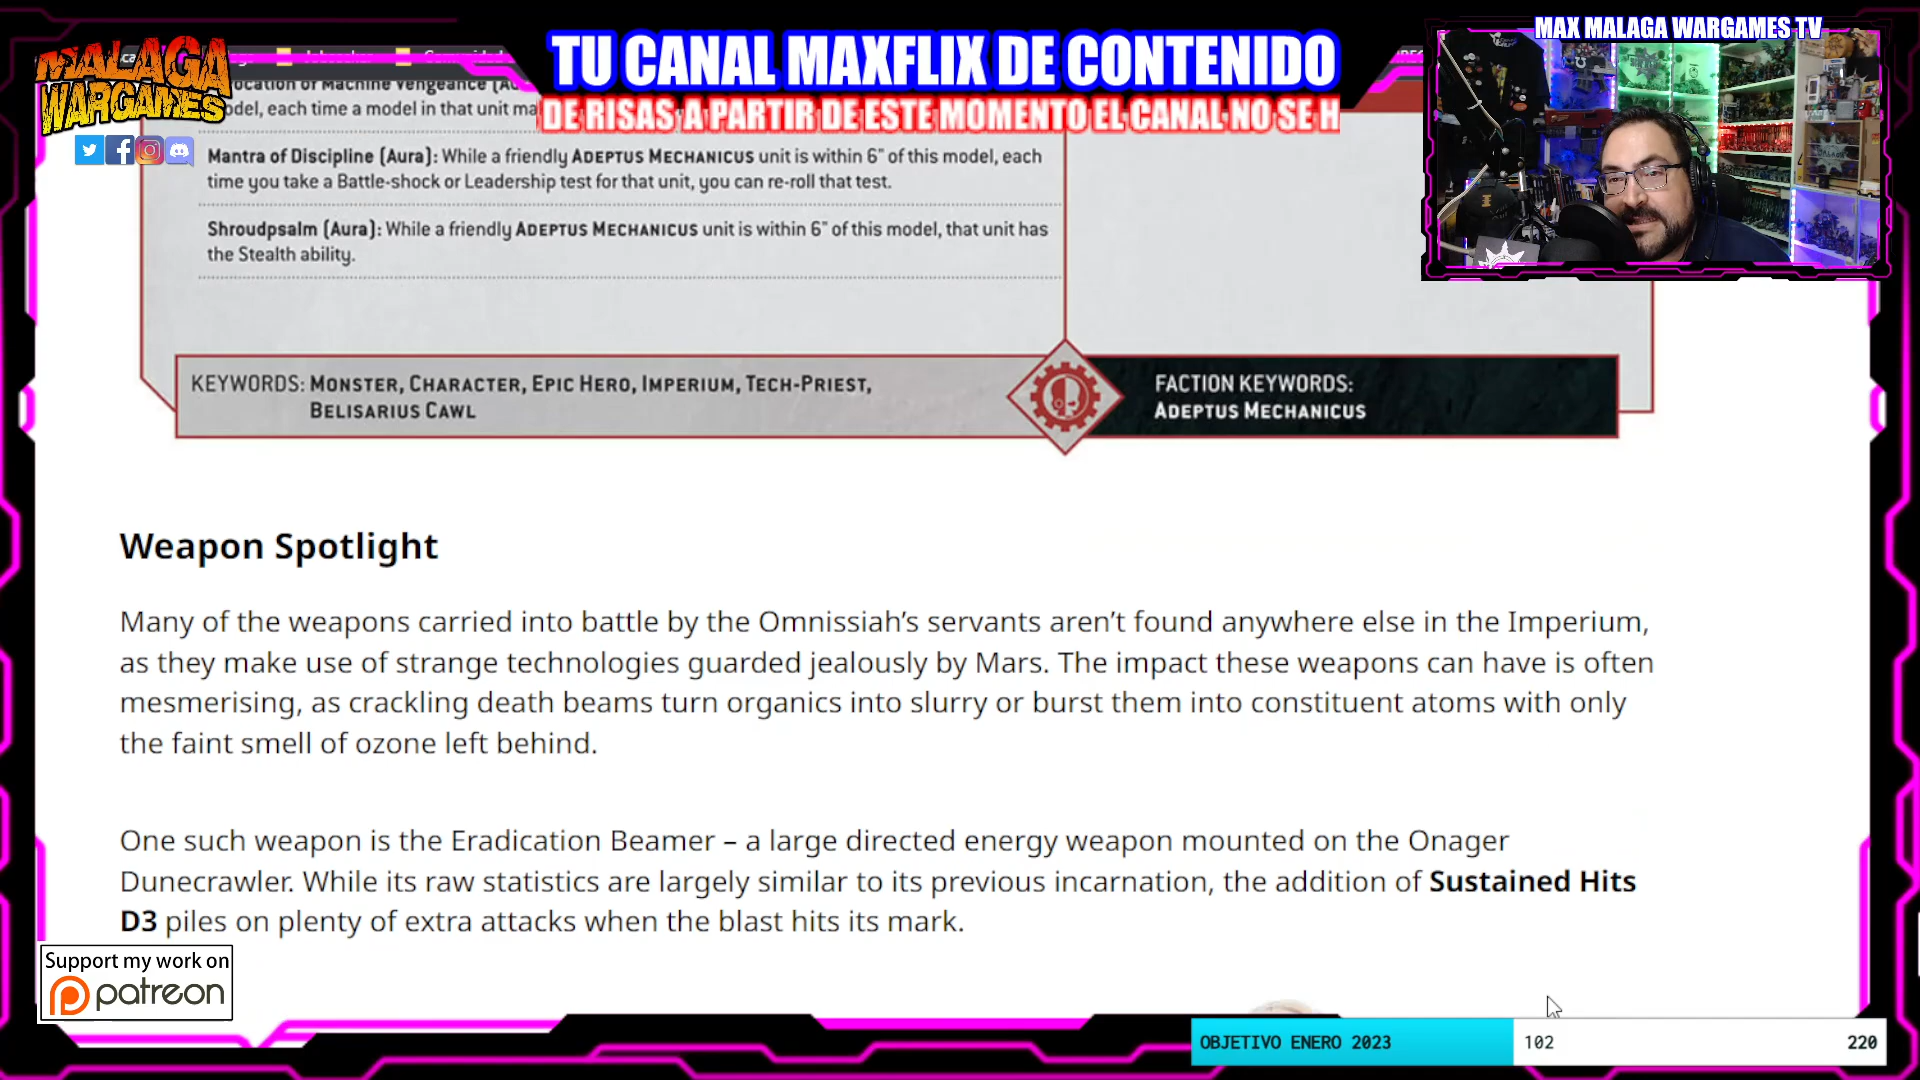 TU CANAL MAXFLIX DE CONTENIDO
DE RISAS A PARTIR DE ESTE MOMENTO EL CANAL NO SE H
MAX MALAGA WARGAMES TV
MALAGA
WARGAMES
of Machine Vengeance
odel, each time a model in that unit ma
Mantra of Discipline (Aura): While a friendly ADEPTUS MECHANICUS unit is within 6" of this model, each
time you take a Battle-shock or Leadership test for that unit, you can re-roll that test.
Shroudpsalm (Aura): While a friendly ADEPTUS MECHANICUS unit is within 6" of this model, that unit has
the Stealth ability.
KEYWORDS: MONSTER, CHARACTER, EPIC HERO, IMPERIUM, TECH-PRIEST,
BELISARIUS CAWL
FACTION KEYWORDS:
ADEPTUS MECHANICUS
Weapon Spotlight
Many of the weapons carried into battle by the Omnissiah’s servants aren’t found anywhere else in the Imperium,
as they make use of strange technologies guarded jealously by Mars. The impact these weapons can have is often
mesmerising, as crackling death beams turn organics into slurry or burst them into constituent atoms with only
the faint smell of ozone left behind.
One such weapon is the Eradication Beamer – a large directed energy weapon mounted on the Onager
Dunecrawler. While its raw statistics are largely similar to its previous incarnation, the addition of Sustained Hits
D3 piles on plenty of extra attacks when the blast hits its mark.
Support my work on
patreon
OBJETIVO ENERO 2023 102 220